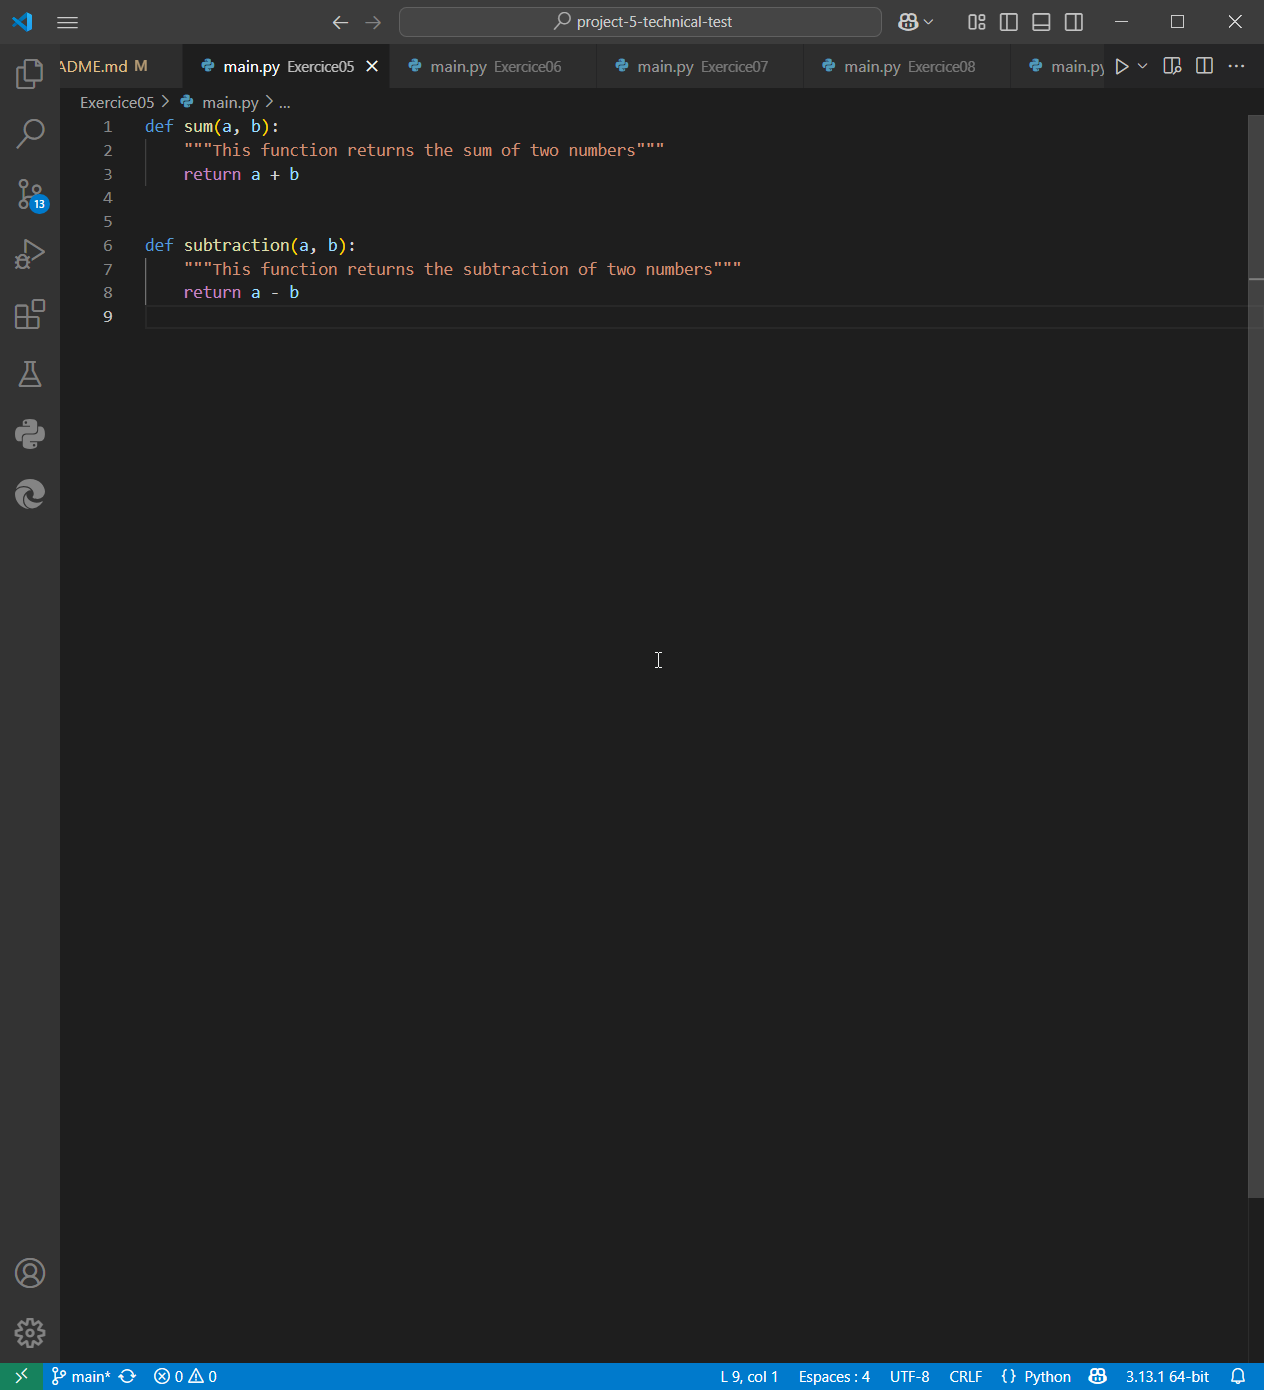 project-5-technical-test
ADME.md M
main.py Exercice05
main.py Exercice06
main.py Exercice07
main.py Exercice08
main.py
Exercice05 > main.py > ...
1 def sum(a, b):
2 """This function returns the sum of two numbers"""
3 return a + b
4
5
6 def subtraction(a, b):
7 """This function returns the subtraction of two numbers"""
8 return a - b
9
13
main* 0 0 L 9, col 1 Espaces : 4 UTF-8 CRLF {} Python 3.13.1 64-bit